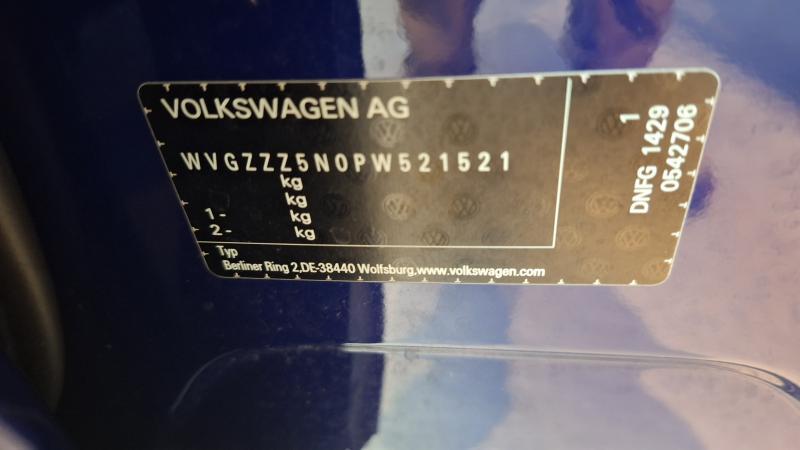 VOLKSWAGEN AG
WVGZZZ5N0PW521521
kg
kg
1- kg
2- kg
Typ
Berliner Ring 2,DE-38440 Wolfsburg,www.volkswagen.com
1
DNFG 1429
0542706